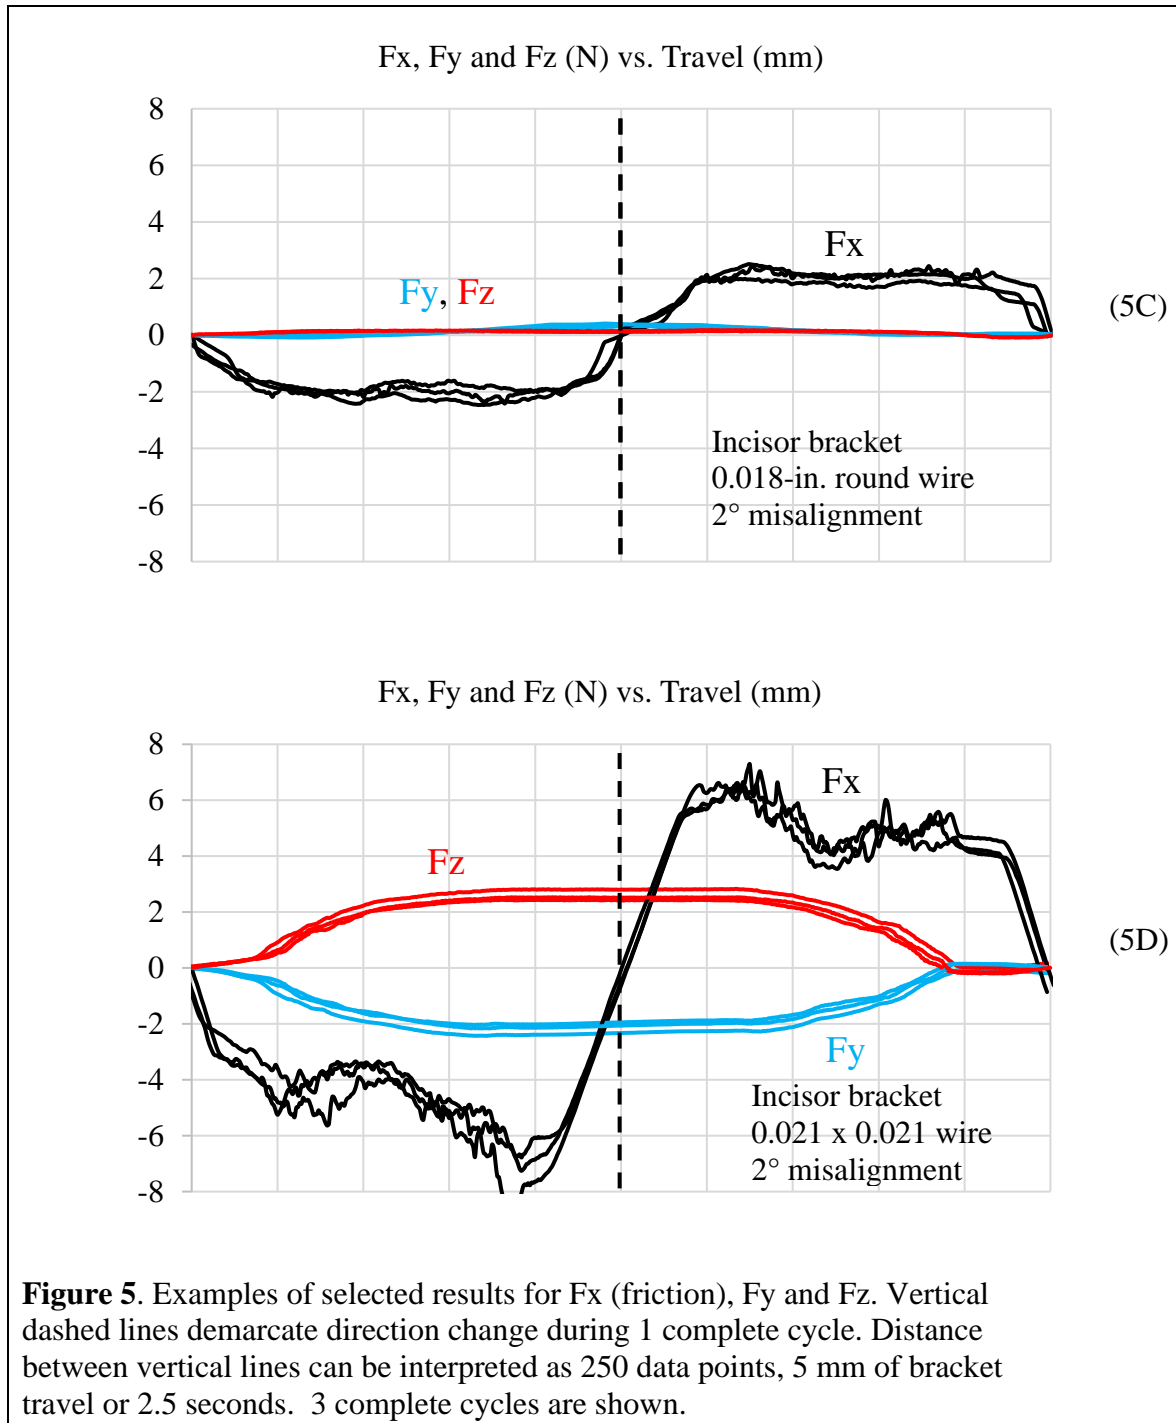 Fx, Fy and Fz (N) vs. Travel (mm)
8
6
4
2
0
-2
-4
-6
-8
Fx
Fy, Fz
(5C)
Incisor bracket
0.018-in. round wire
2° misalignment
Fx, Fy and Fz (N) vs. Travel (mm)
8
6
4
2
0
-2
-4
-6
-8
Fx
Fz
(5D)
Fy
Incisor bracket
0.021 x 0.021 wire
2° misalignment
Figure 5. Examples of selected results for Fx (friction), Fy and Fz. Vertical
dashed lines demarcate direction change during 1 complete cycle. Distance
between vertical lines can be interpreted as 250 data points, 5 mm of bracket
travel or 2.5 seconds.  3 complete cycles are shown.